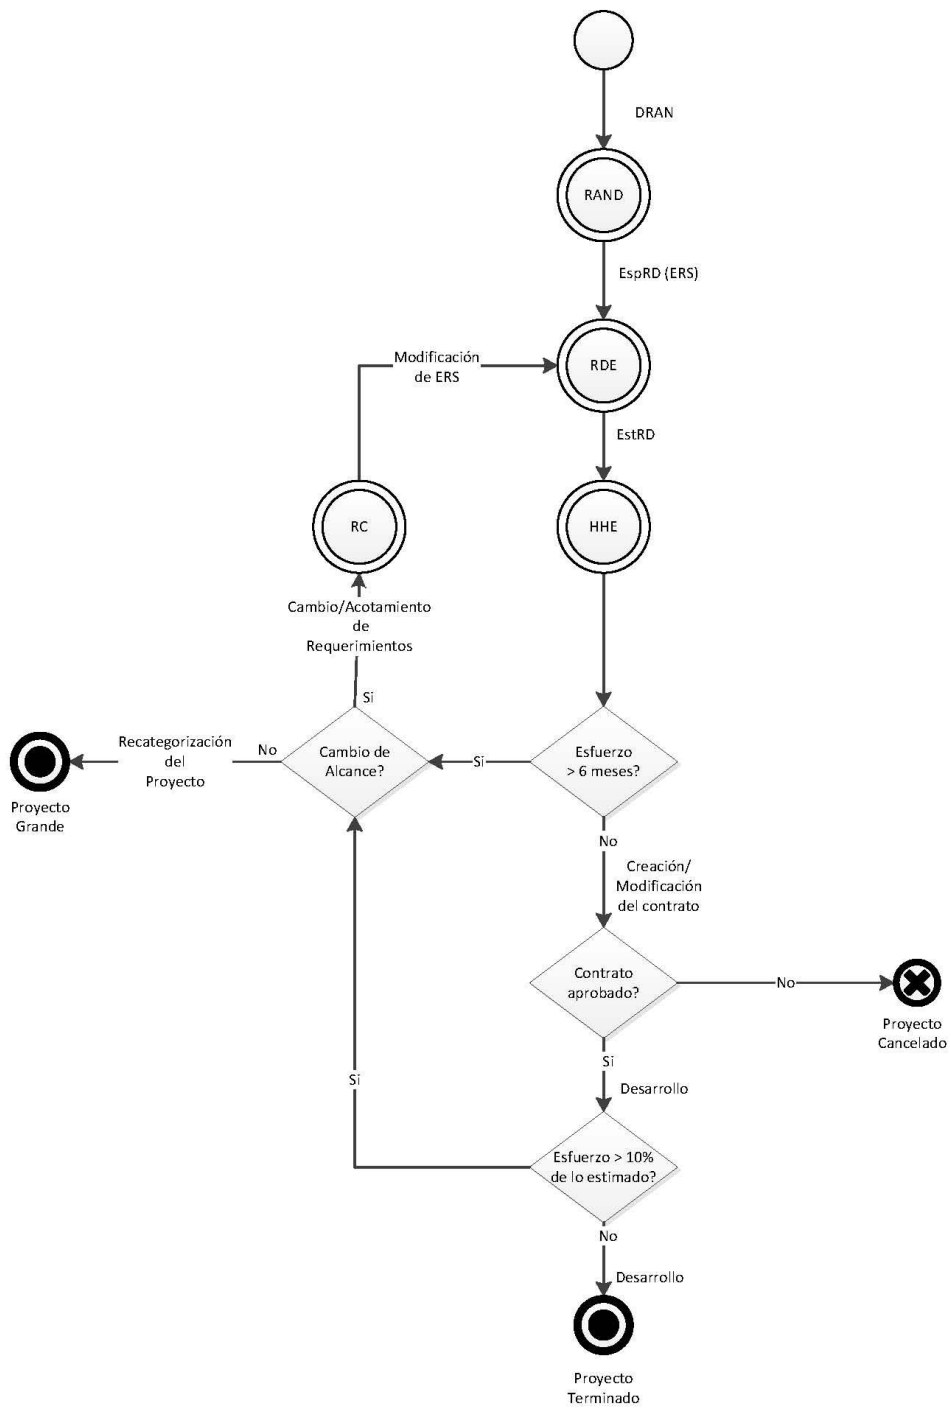 DRAN
RAND
EspRD (ERS)
Modificación
de ERS
RDE
EstRD
RC
HHE
Cambio/Acotamiento
de
Requerimientos
Si
Recategorización
del
Proyecto
No
Cambio de
Alcance?
Si
Esfuerzo
> 6 meses?
Proyecto
Grande
No
Creación/
Modificación
del contrato
Contrato
aprobado?
No
Proyecto
Cancelado
Si
Si
Desarrollo
Esfuerzo > 10%
de lo estimado?
No
Desarrollo
Proyecto
Terminado